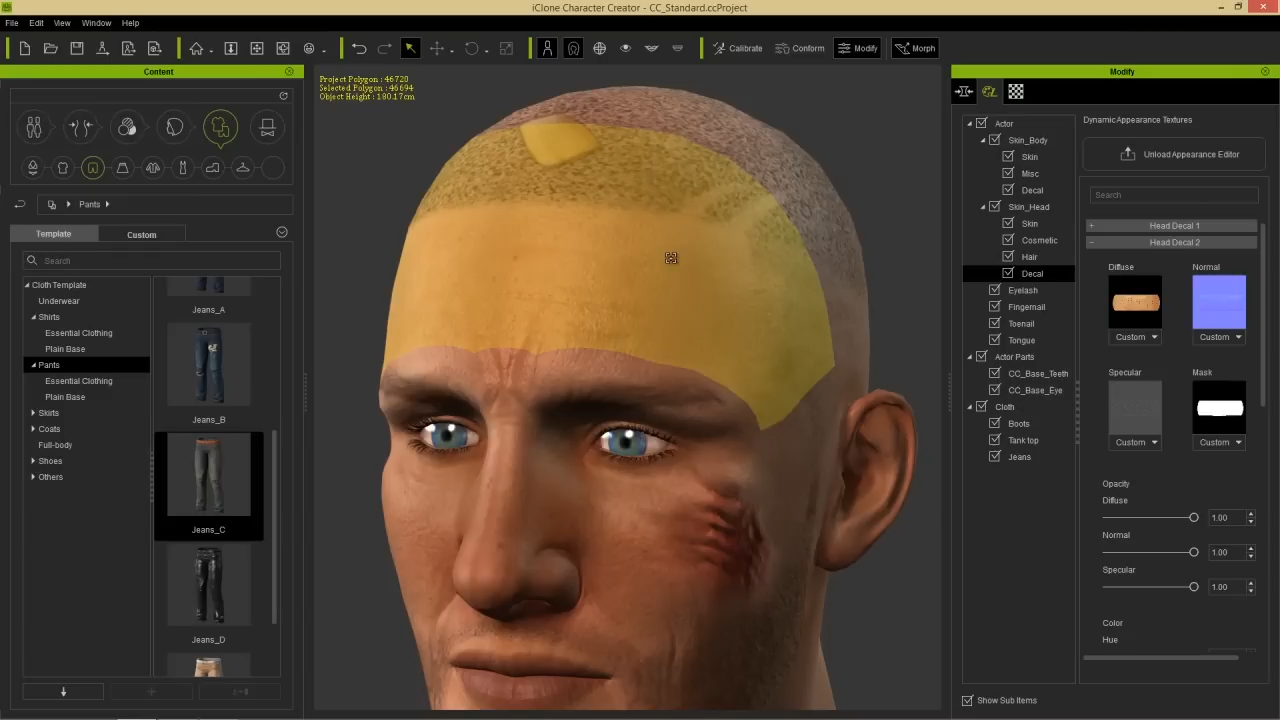 iClone Character Creator - CC_Standard.ccProject
File Edit View Window Help
Calibrate Conform Modify Morph
Content
Pants
Template Custom
Search
Cloth Template
Underwear
Shirts
Essential Clothing
Plain Base
Pants
Essential Clothing
Plain Base
Skirts
Coats
Full-body
Shoes
Others
Jeans_A
Jeans_B
Jeans_C
Jeans_D
Project Polygon : 46720
Selected Polygon : 46694
Object Height : 180.17cm
Modify
Actor
Skin_Body
Skin
Misc
Decal
Skin_Head
Skin
Cosmetic
Hair
Decal
Eyelash
Fingernail
Toenail
Tongue
Actor Parts
CC_Base_Teeth
CC_Base_Eye
Cloth
Boots
Tank top
Jeans
Show Sub Items
Dynamic Appearance Textures
Unload Appearance Editor
Search
Head Decal 1
Head Decal 2
Diffuse Normal
Custom Custom
Specular Mask
Custom Custom
Opacity
Diffuse
1.00
Normal
1.00
Specular
1.00
Color
Hue